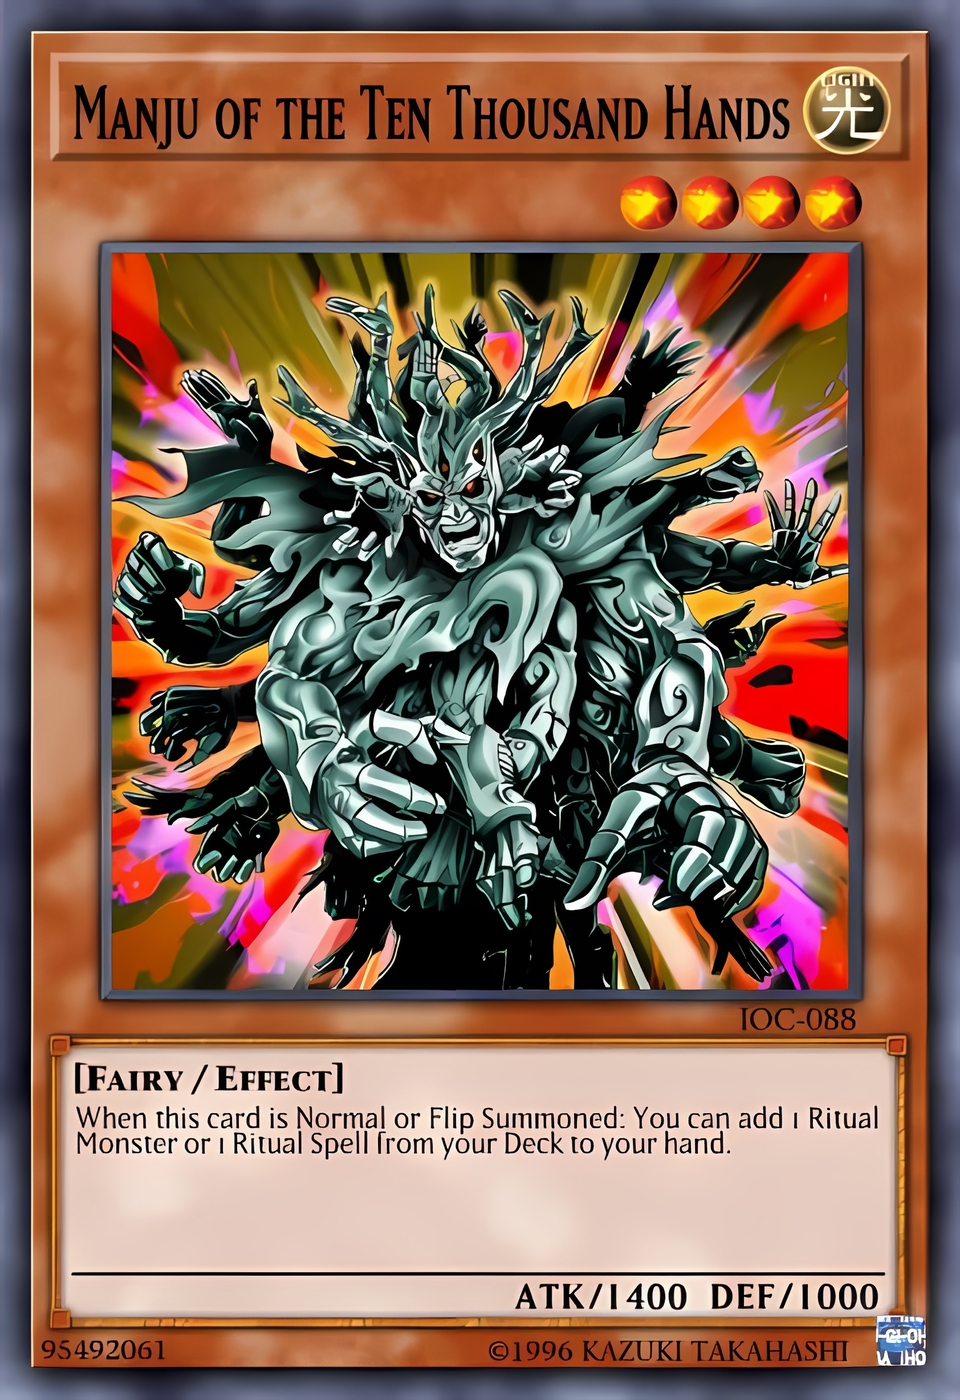 Manju of the Ten Thousand Hands
光
IOC-088
[Fairy / Effect]
When this card is Normal or Flip Summoned: You can add 1 Ritual
Monster or 1 Ritual Spell from your Deck to your hand.
ATK/1400 DEF/1000
95492061
©1996 KAZUKI TAKAHASHI